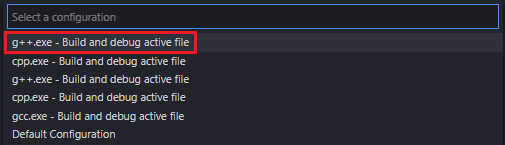 Select a configuration
g++.exe - Build and debug active file
cpp.exe - Build and debug active file
g++.exe - Build and debug active file
cpp.exe - Build and debug active file
gcc.exe - Build and debug active file
Default Configuration